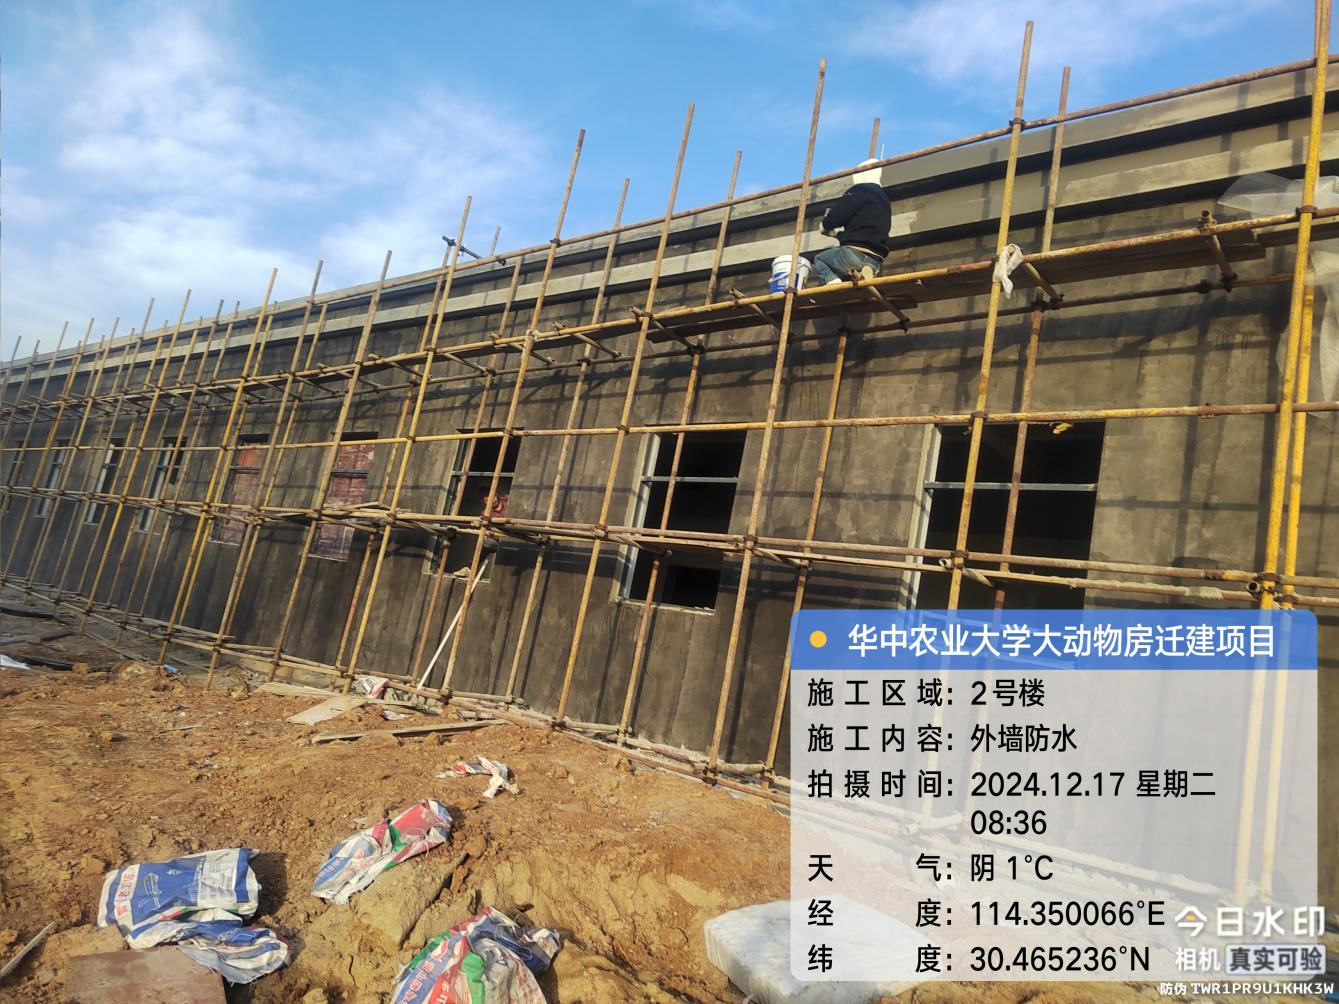 华中农业大学大动物房迁建项目
施工区域：2号楼
施工内容：外墙防水
拍摄时间：2024.12.17 星期二
08:36
天气：阴 1℃
经度：114.350066°E
纬度：30.465236°N
今日水印
相机 真实可验
防伪 TWR1PR9U1KHK3W